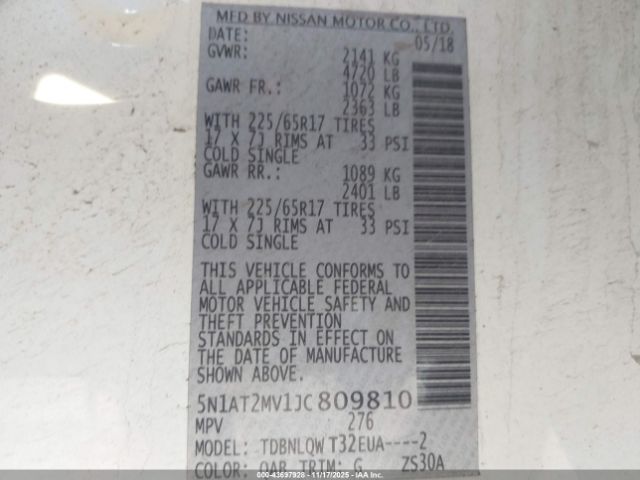 MFD BY NISSAN MOTOR CO., LTD.
DATE: 05/18
GVWR: 2141 KG
4720 LB
GAWR FR.: 1072 KG
2363 LB
WITH 225/65R17 TIRES
17 X 7J RIMS AT 33 PSI
COLD SINGLE
GAWR RR.: 1089 KG
2401 LB
WITH 225/65R17 TIRES
17 X 7J RIMS AT 33 PSI
COLD SINGLE
THIS VEHICLE CONFORMS TO
ALL APPLICABLE FEDERAL
MOTOR VEHICLE SAFETY AND
THEFT PREVENTION
STANDARDS IN EFFECT ON
THE DATE OF MANUFACTURE
SHOWN ABOVE.
5N1AT2MV1JC809810
MPV 276
MODEL: TDBNLQW T32EUA----2
COLOR: QAB TRIM: G ZS30A
Stock #: 43697928 - 11/17/2025 - IAA Inc.